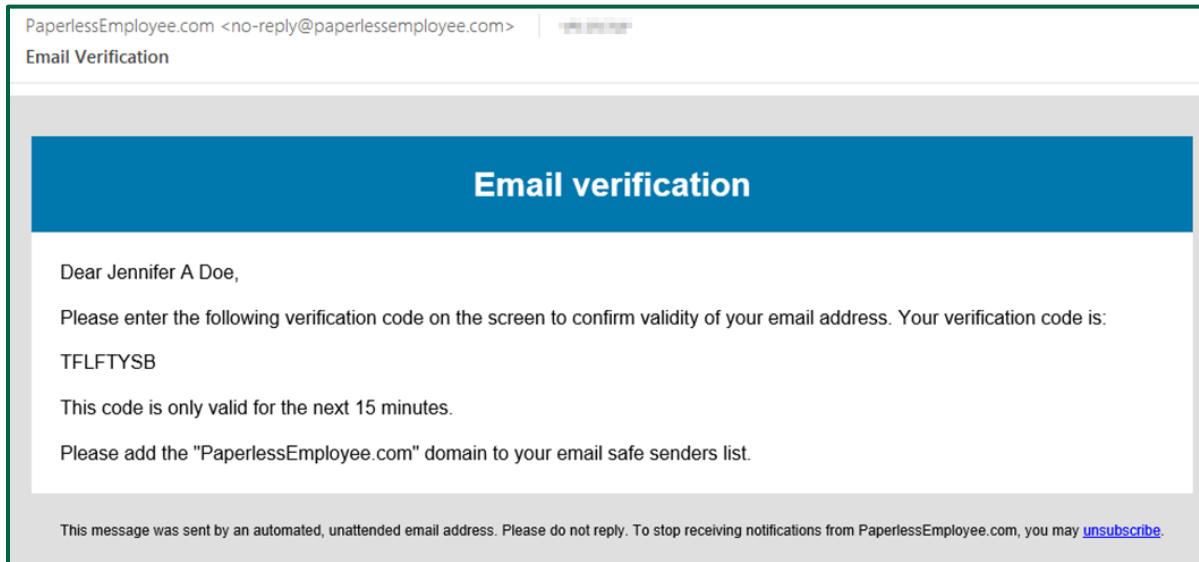 PaperlessEmployee.com <no-reply@paperlessemployee.com>
Email Verification
Email verification
Dear Jennifer A Doe,
Please enter the following verification code on the screen to confirm validity of your email address. Your verification code is:
TFLFTYSB
This code is only valid for the next 15 minutes.
Please add the "PaperlessEmployee.com" domain to your email safe senders list.
This message was sent by an automated, unattended email address. Please do not reply. To stop receiving notifications from PaperlessEmployee.com, you may unsubscribe.